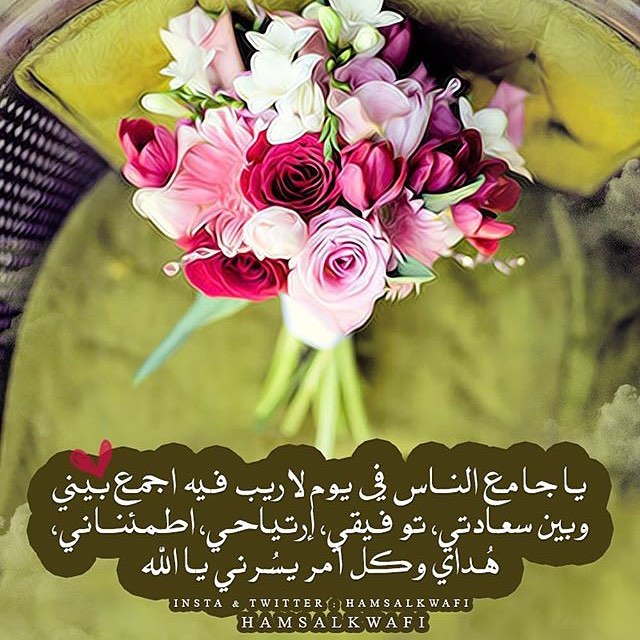 يا جامع الناس في يوم لا ريب فيه اجمع بيني
وبين سعادتي، توفيقي، إرتياحي، اطمئناني،
هُداي وكل أمر يسُرني يا الله
INSTA & TWITTER : HAMSALKWAFI
HAMSALKWAFI